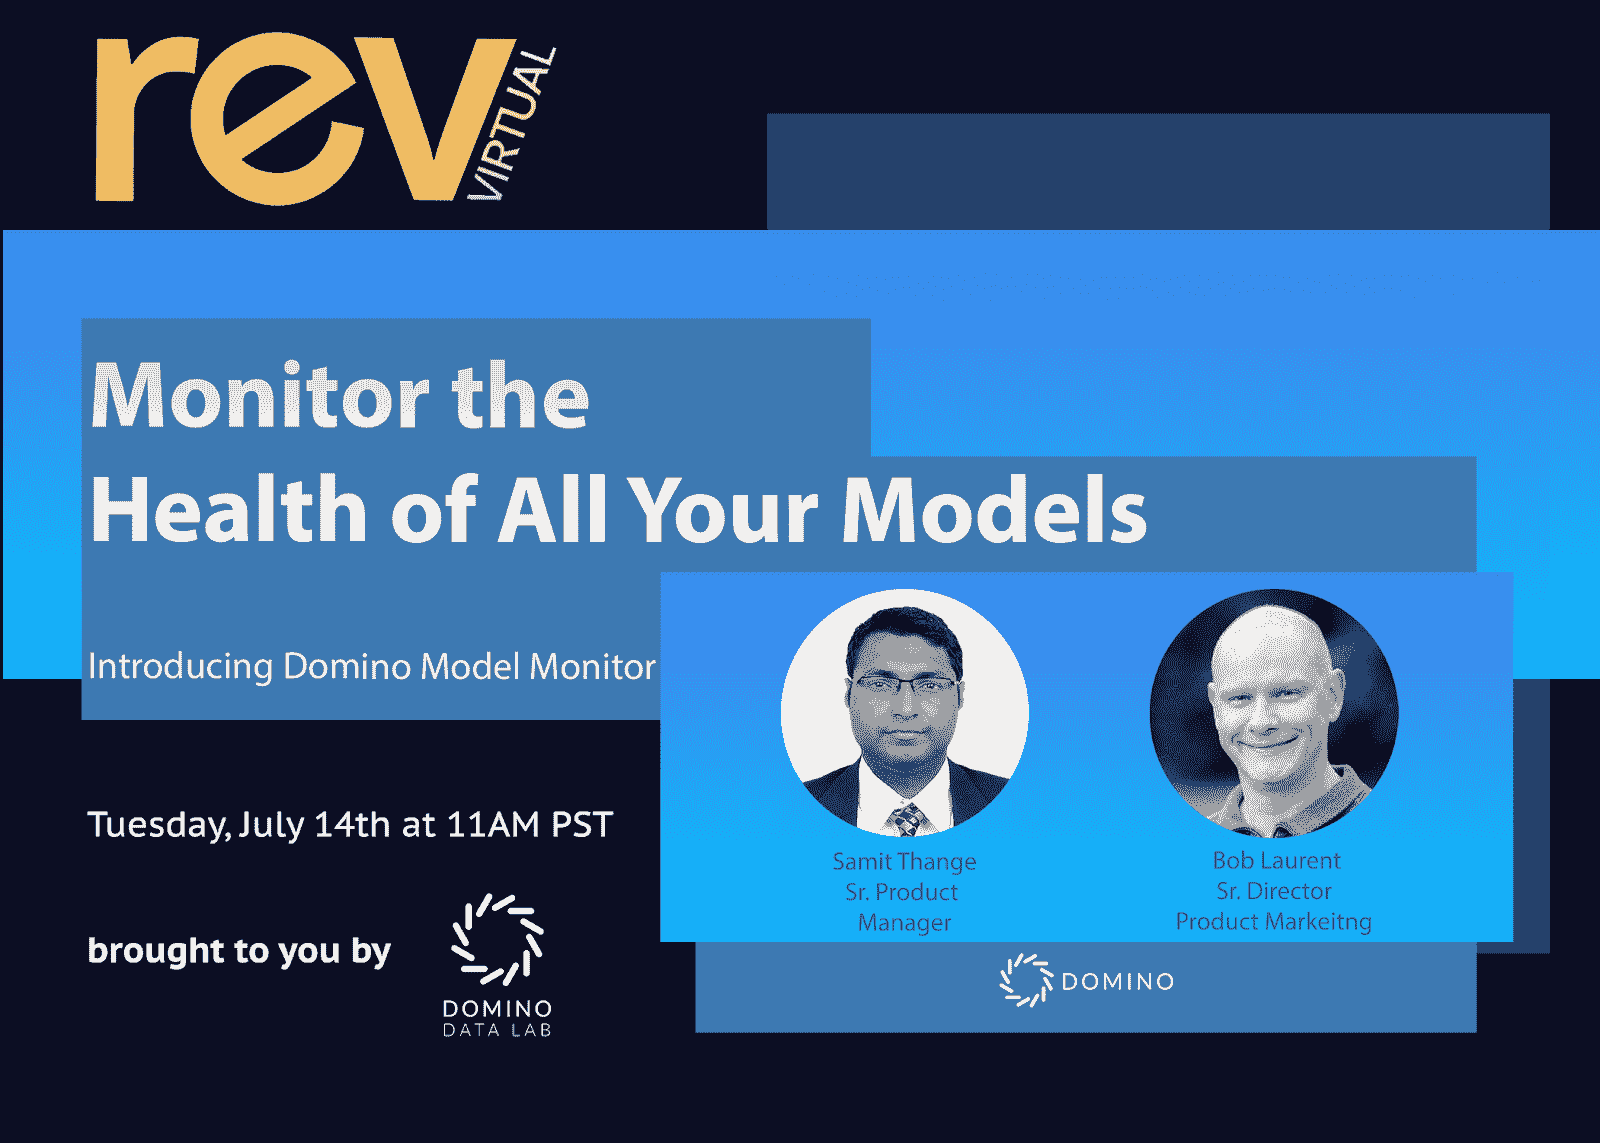 rev
VIRTUAL
Monitor the
Health of All Your Models
Introducing Domino Model Monitor
Samit Thange
Sr. Product
Manager
Bob Laurent
Sr. Director
Product Markeitng
Tuesday, July 14th at 11AM PST
brought to you by
DOMINO
DATA LAB
DOMINO